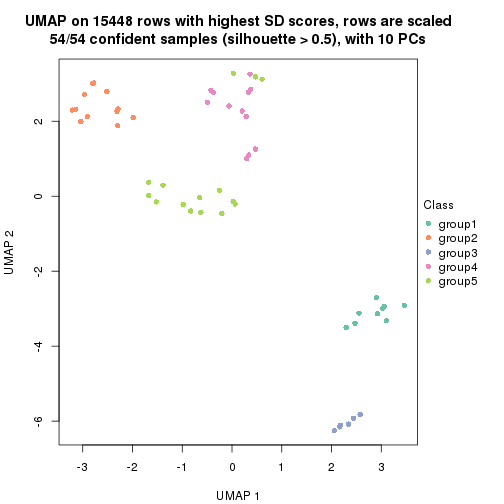 UMAP on 15448 rows with highest SD scores, rows are scaled
54/54 confident samples (silhouette > 0.5), with 10 PCs
UMAP 2
2
0
-2
-4
-6
-3
-2
-1
0
1
2
3
UMAP 1
Class
group1
group2
group3
group4
group5